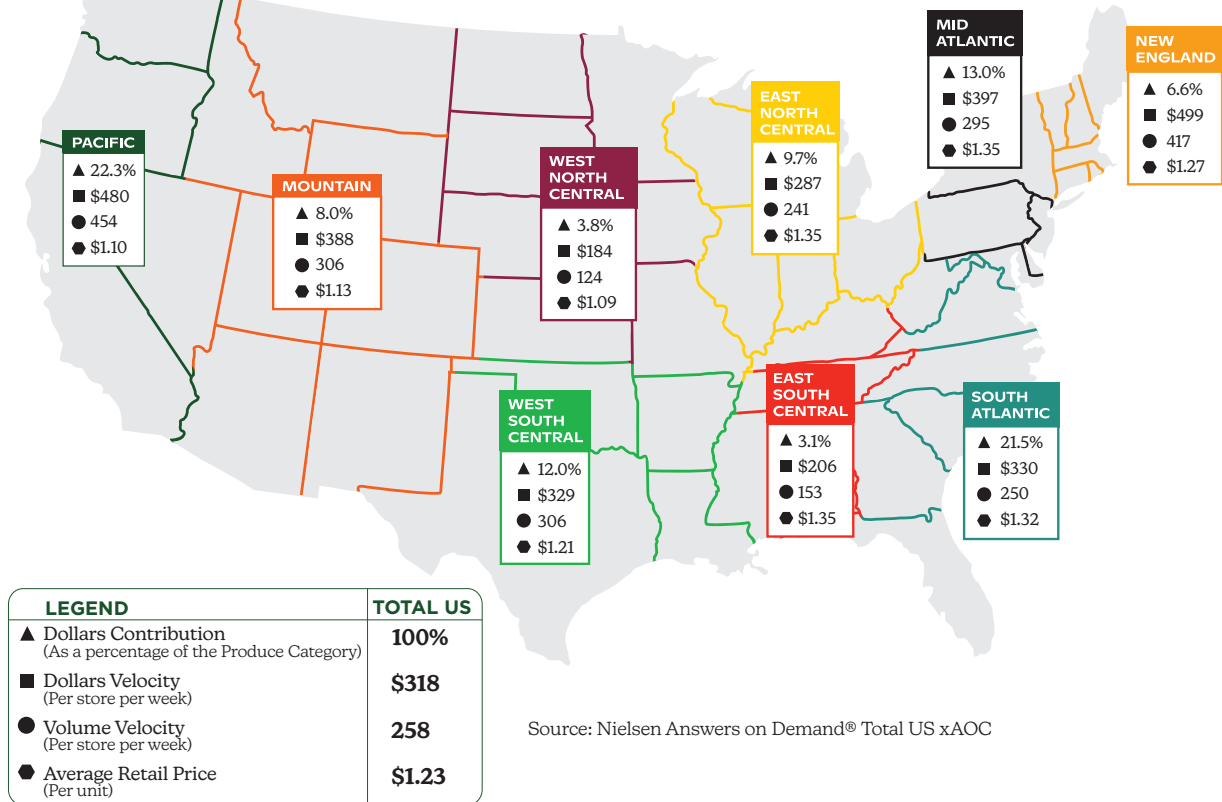 MID
ATLANTIC
▲ 13.0%
■ $397
● 295
⬢ $1.35
NEW
ENGLAND
▲ 6.6%
■ $499
● 417
⬢ $1.27
EAST
NORTH
CENTRAL
▲ 9.7%
■ $287
● 241
⬢ $1.35
PACIFIC
▲ 22.3%
■ $480
● 454
⬢ $1.10
WEST
NORTH
CENTRAL
▲ 3.8%
■ $184
● 124
⬢ $1.09
MOUNTAIN
▲ 8.0%
■ $388
● 306
⬢ $1.13
EAST
SOUTH
CENTRAL
▲ 3.1%
■ $206
● 153
⬢ $1.35
SOUTH
ATLANTIC
▲ 21.5%
■ $330
● 250
⬢ $1.32
WEST
SOUTH
CENTRAL
▲ 12.0%
■ $329
● 306
⬢ $1.21
LEGEND TOTAL US
▲ Dollars Contribution 100%
(As a percentage of the Produce Category)
■ Dollars Velocity $318
(Per store per week)
● Volume Velocity 258
(Per store per week)
⬢ Average Retail Price $1.23
(Per unit)
Source: Nielsen Answers on Demand® Total US xAOC